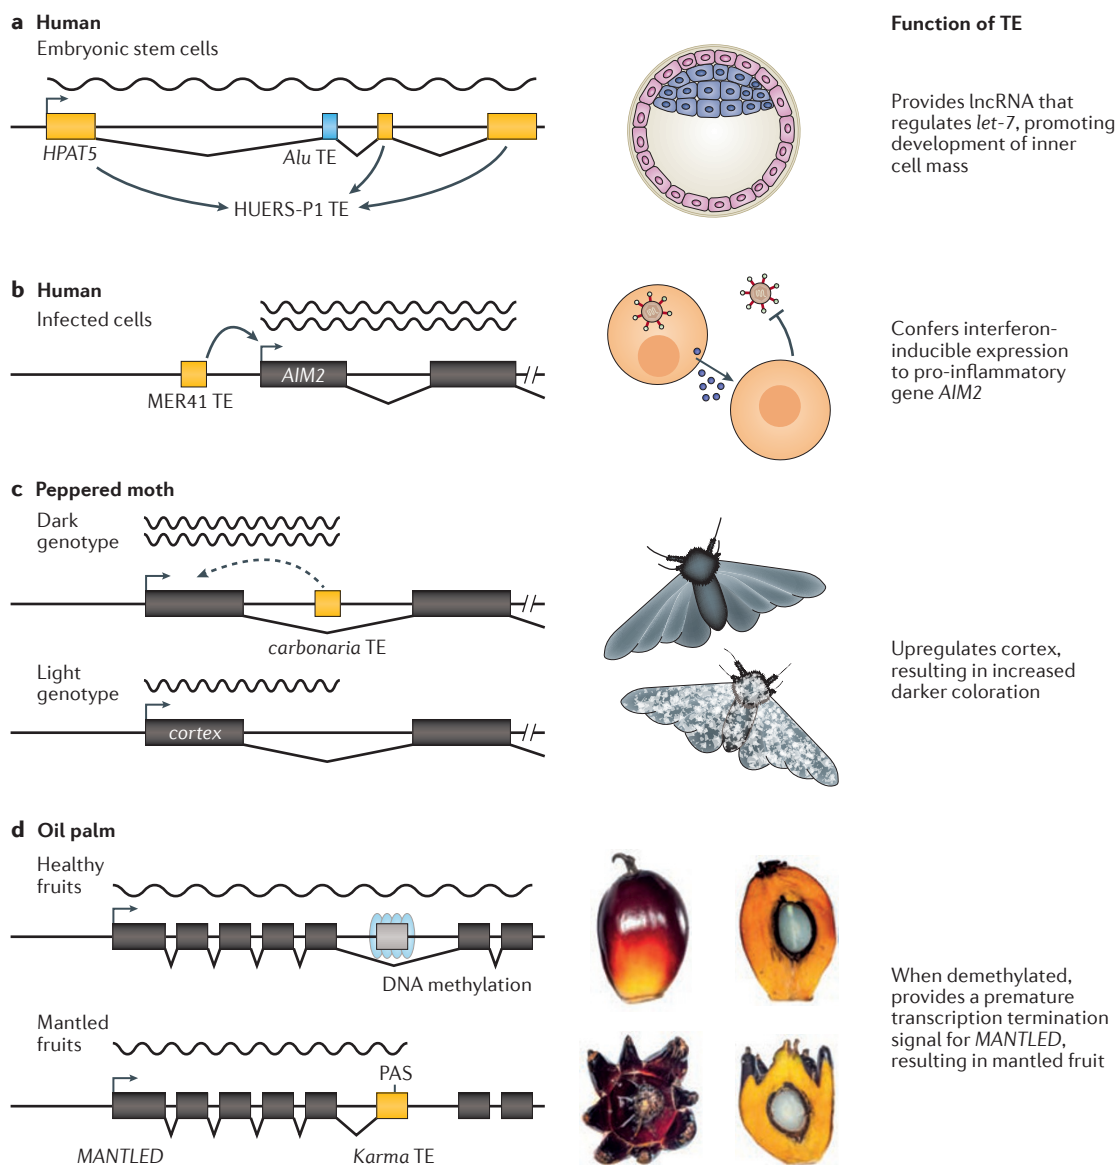 a Human
Function of TE
Embryonic stem cells
HPAT5
Alu TE
HUERS-P1 TE
Provides lncRNA that
regulates let-7, promoting
development of inner
cell mass
b Human
Infected cells
AIM2
MER41 TE
Confers interferon-
inducible expression
to pro-inflammatory
gene AIM2
c Peppered moth
Dark
genotype
carbonaria TE
Light
genotype
cortex
Upregulates cortex,
resulting in increased
darker coloration
d Oil palm
Healthy
fruits
DNA methylation
Mantled
fruits
PAS
MANTLED
Karma TE
When demethylated,
provides a premature
transcription termination
signal for MANTLED,
resulting in mantled fruit